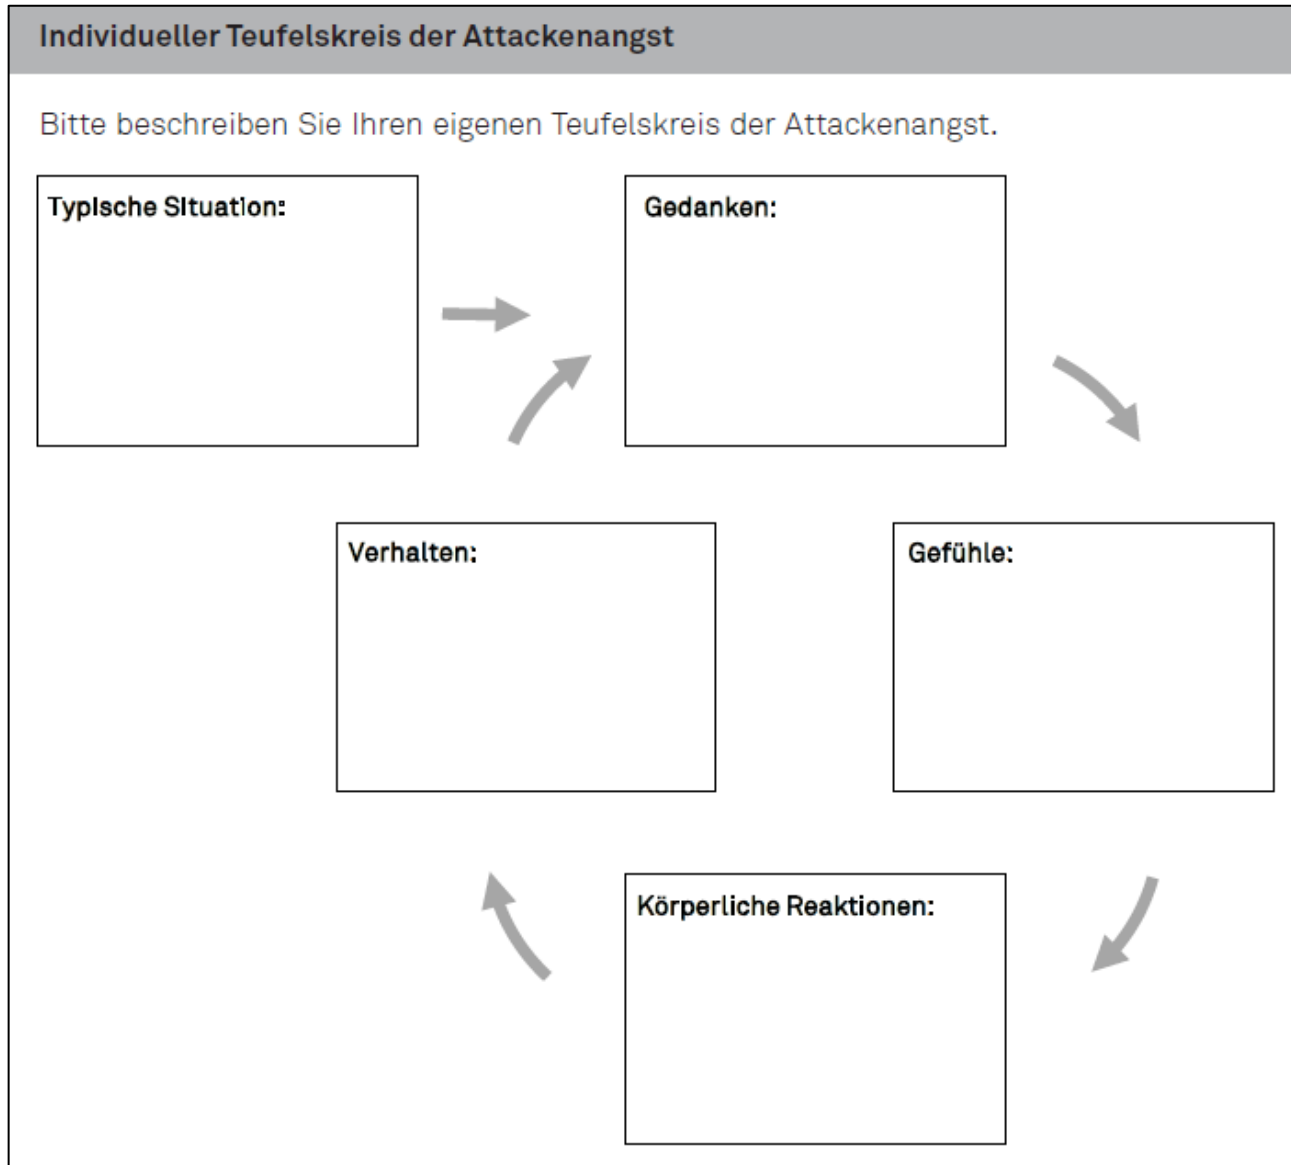 Individueller Teufelskreis der Attackenangst
Bitte beschreiben Sie Ihren eigenen Teufelskreis der Attackenangst.
Typische Situation:
Gedanken:
Verhalten:
Gefühle:
Körperliche Reaktionen: